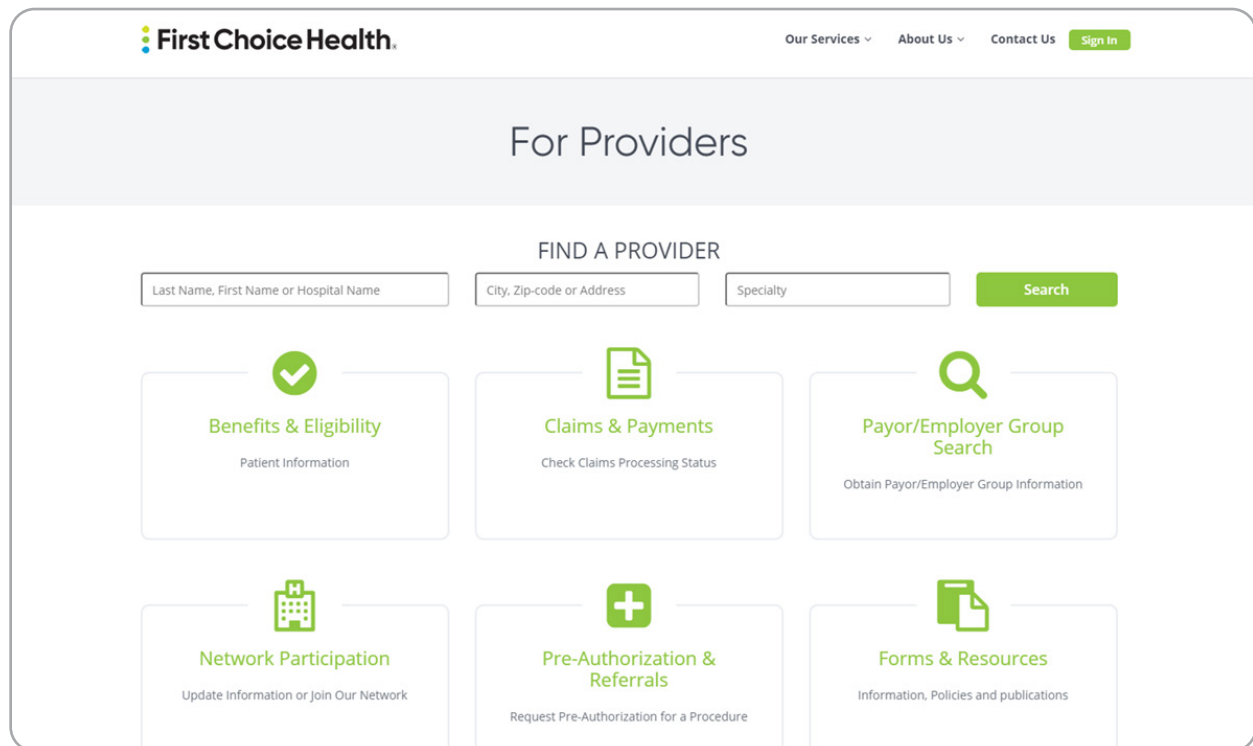 First Choice Health®
Our Services
About Us
Contact Us
Sign In
For Providers
FIND A PROVIDER
Last Name, First Name or Hospital Name
City, Zip-code or Address
Specialty
Search
Benefits & Eligibility
Patient Information
Claims & Payments
Check Claims Processing Status
Payor/Employer Group
Search
Obtain Payor/Employer Group Information
H
Network Participation
Update Information or Join Our Network
Pre-Authorization &
Referrals
Request Pre-Authorization for a Procedure
Forms & Resources
Information, Policies and publications